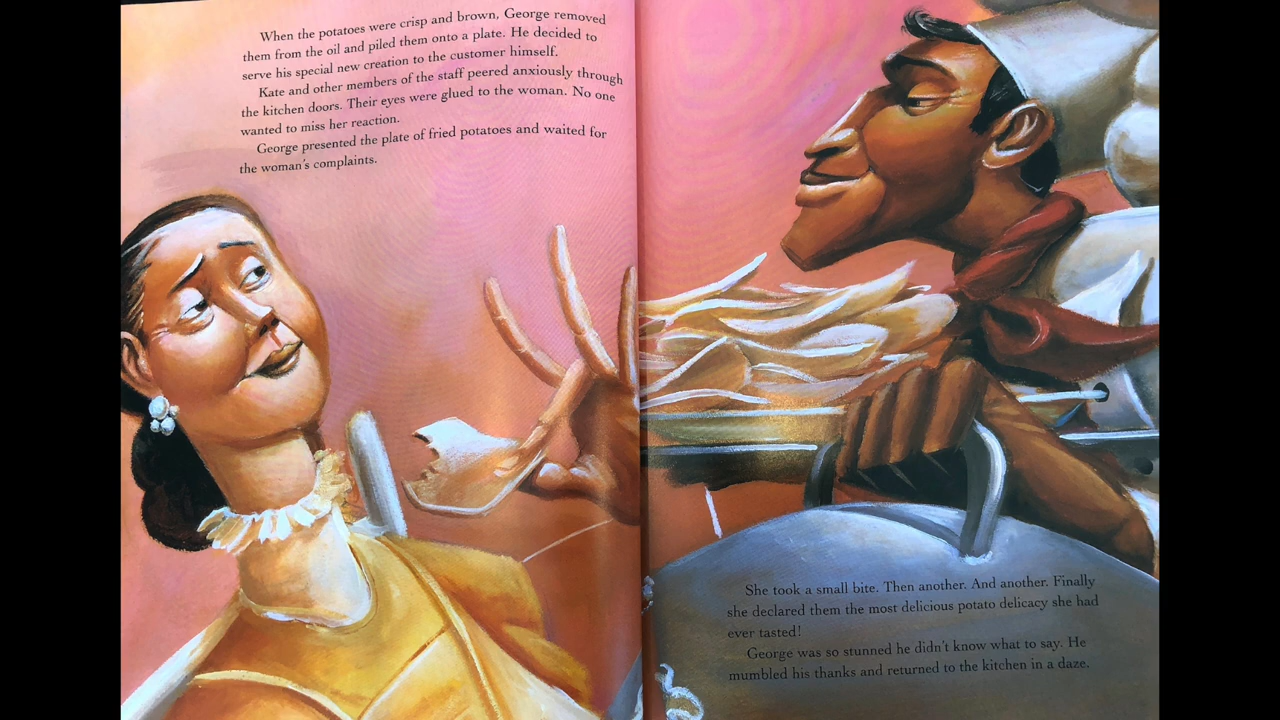 When the potatoes were crisp and brown, George removed
them from the oil and piled them onto a plate. He decided to
serve his special new creation to the customer himself.
Kate and other members of the staff peered anxiously through
the kitchen doors. Their eyes were glued to the woman. No one
wanted to miss her reaction.
George presented the plate of fried potatoes and waited for
the woman's complaints.
She took a small bite. Then another. And another. Finally
she declared them the most delicious potato delicacy she had
ever tasted!
George was so stunned he didn't know what to say. He
mumbled his thanks and returned to the kitchen in a daze.